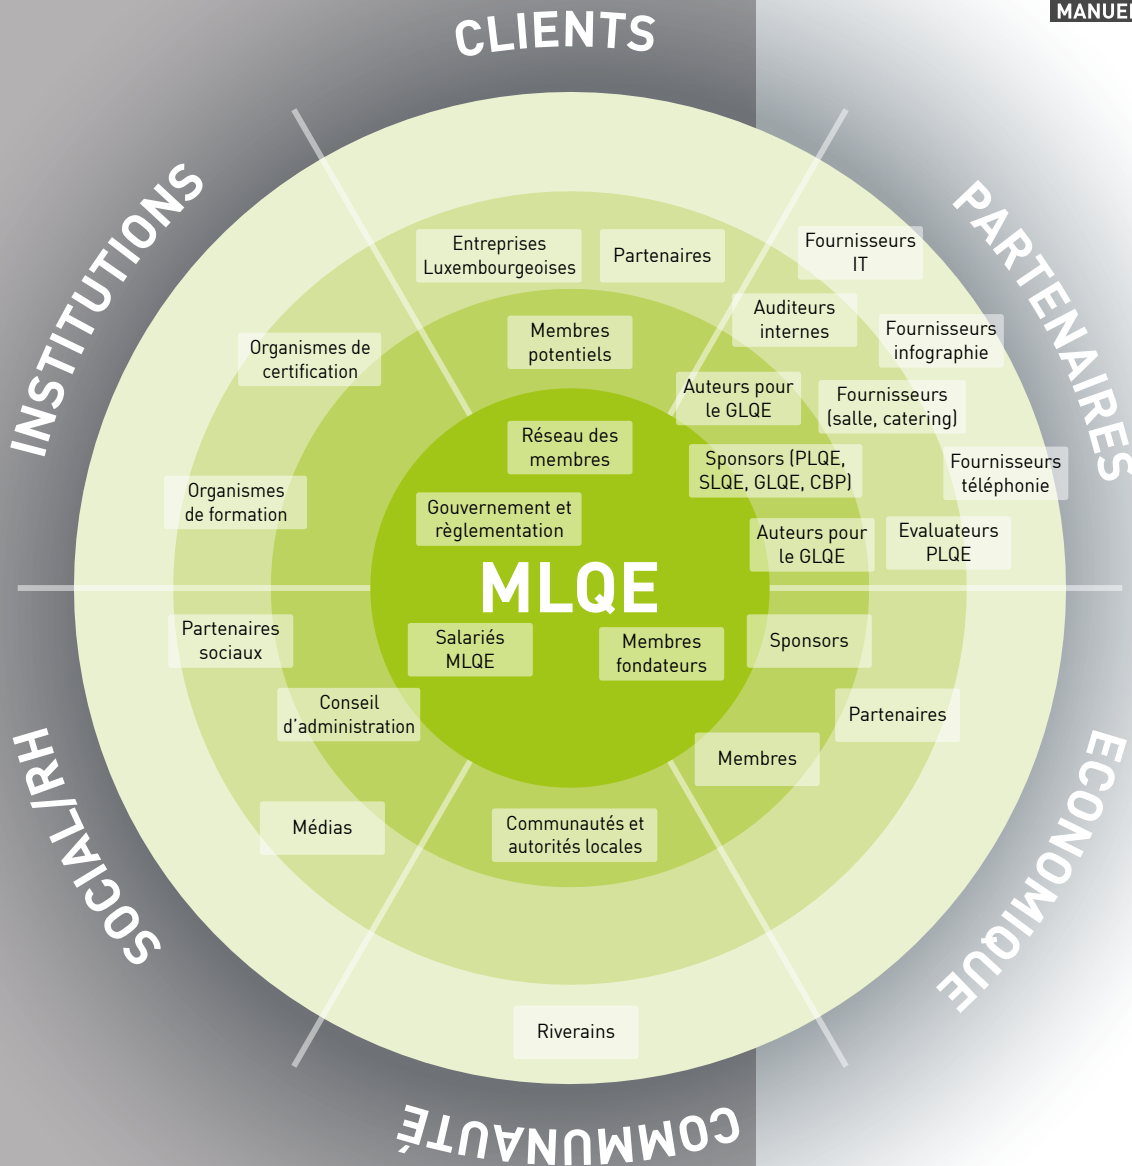 MANUEL
CLIENTS
INSTITUTIONS
PARTENAIRES
Entreprises
Luxembourgeoises
Partenaires
Fournisseurs
IT
Auditeurs
internes
Membres
potentiels
Fournisseurs
infographie
Organismes de
certification
Auteurs pour
le GLQE
Fournisseurs
(salle, catering)
Réseau des
membres
Sponsors (PLQE,
SLQE, GLQE, CBP)
Fournisseurs
téléphonie
Organismes
de formation
Gouvernement et
règlementation
Auteurs pour
le GLQE
Evaluateurs
PLQE
MLQE
Partenaires
sociaux
Salariés
MLQE
Membres
fondateurs
Sponsors
Conseil
d'administration
Partenaires
Membres
Médias
Communautés et
autorités locales
SOCIAL/RH
ECONOMIQUE
Riverains
COMMUNAUTÉ